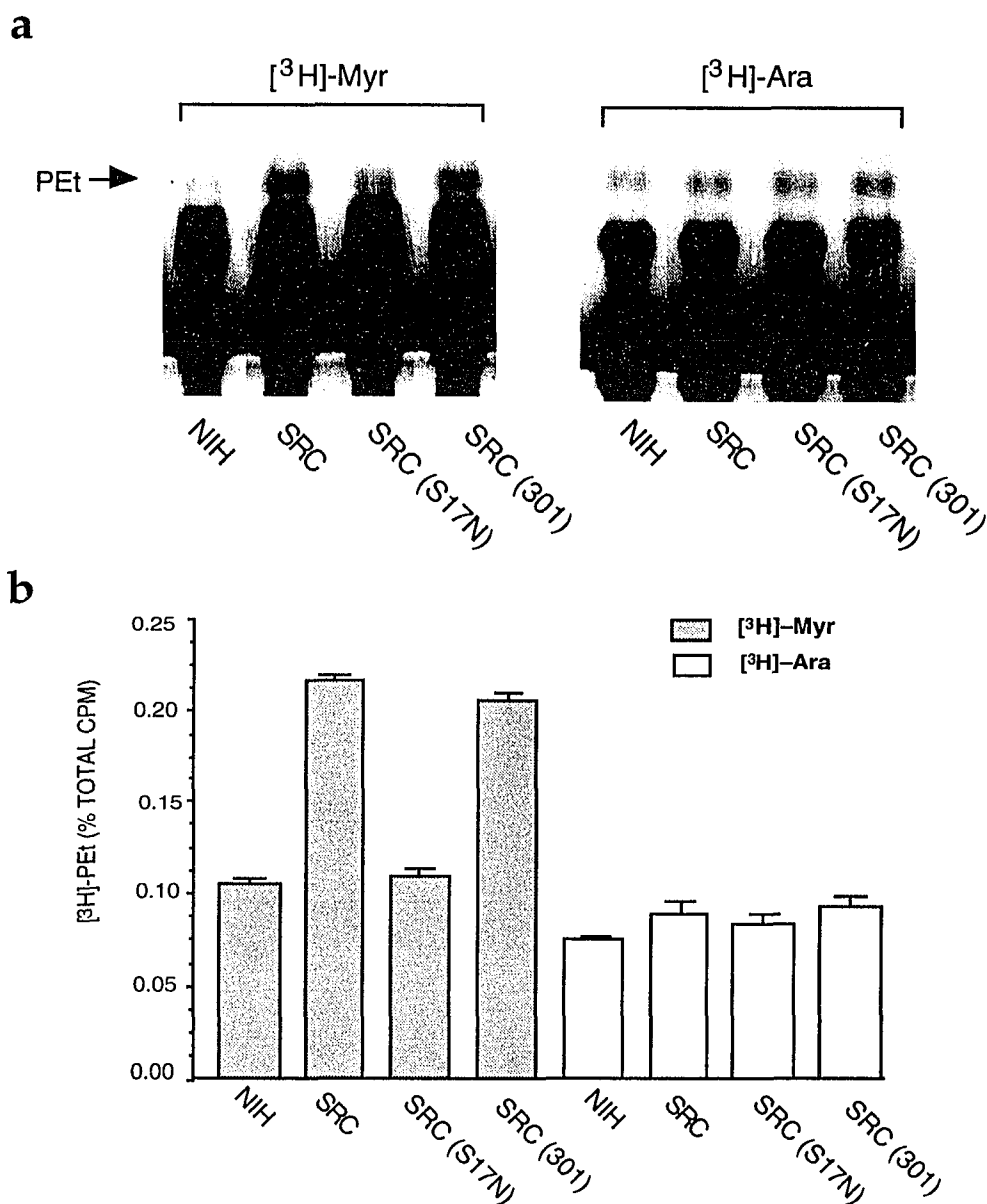 a
[³H]-Myr
[³H]-Ara
PEt
NIH
SRC
SRC (S17N)
SRC (301)
NIH
SRC
SRC (S17N)
SRC (301)
b
[3H]-PEt (% TOTAL CPM)
0.25
0.20
0.15
0.10
0.05
0.00
[³H]–Myr
[³H]–Ara
NIH
SRC
SRC (S17N)
SRC (301)
NIH
SRC
SRC (S17N)
SRC (301)